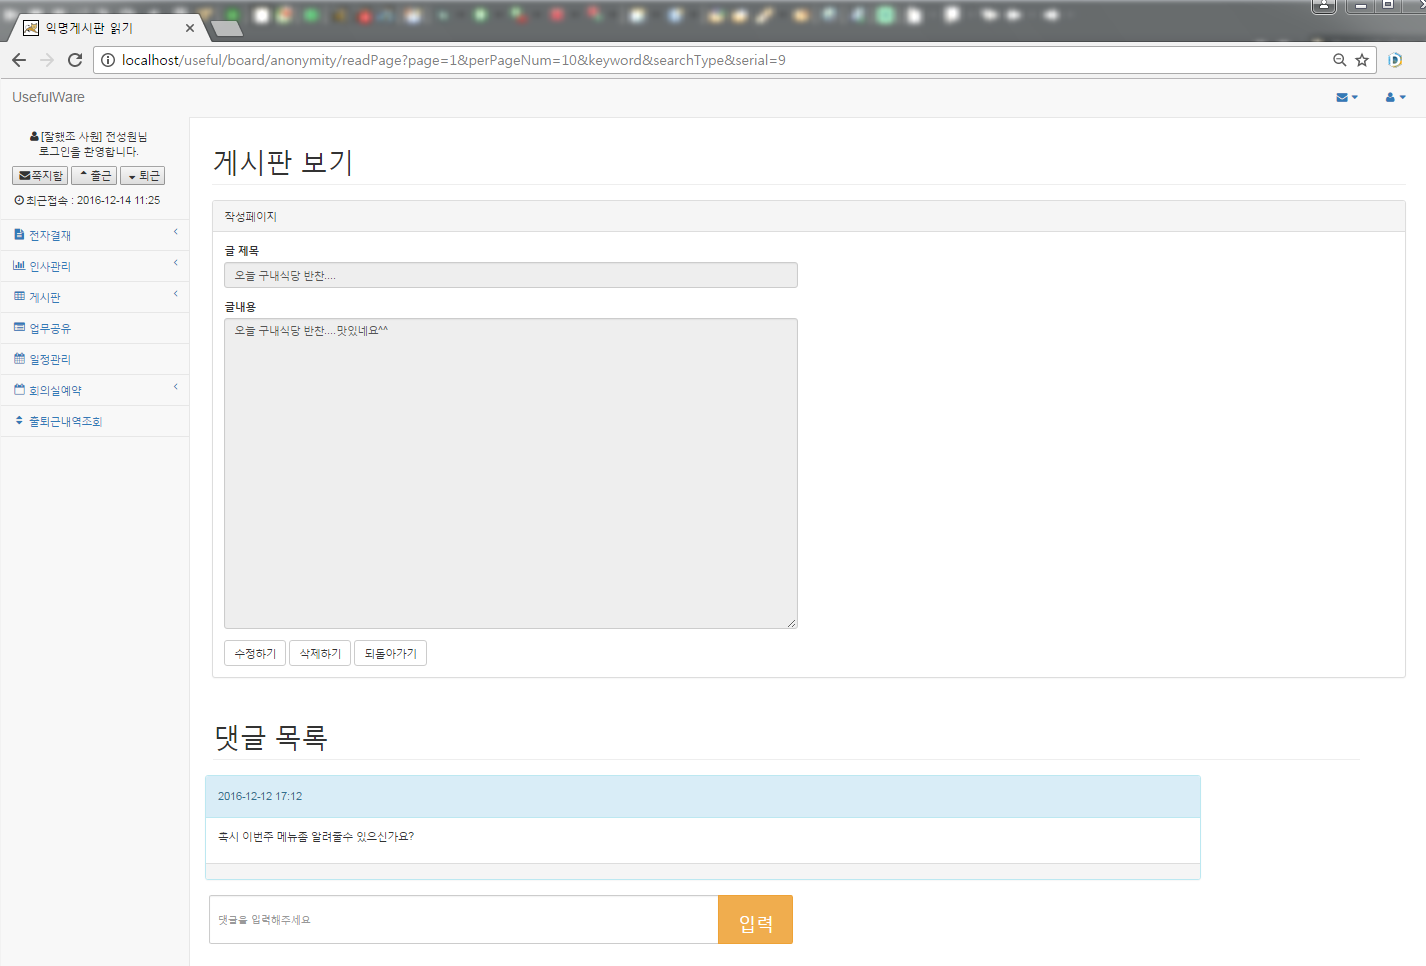 익명게시판 읽기
localhost/useful/board/anonymity/readPage?page=1&perPageNum=10&keyword&searchType&serial=9
UsefulWare
[잘했조 사원] 전성원님
로그인을 환영합니다.
쪽지함 출근 퇴근
최근접속 : 2016-12-14 11:25
전자결재
인사관리
게시판
업무공유
일정관리
회의실예약
출퇴근내역조회
게시판 보기
작성페이지
글 제목
오늘 구내식당 반찬....
글내용
오늘 구내식당 반찬....맛있네요^^
수정하기 삭제하기 되돌아가기
댓글 목록
2016-12-12 17:12
혹시 이번주 메뉴좀 알려줄수 있으신가요?
댓글을 입력해주세요
입력